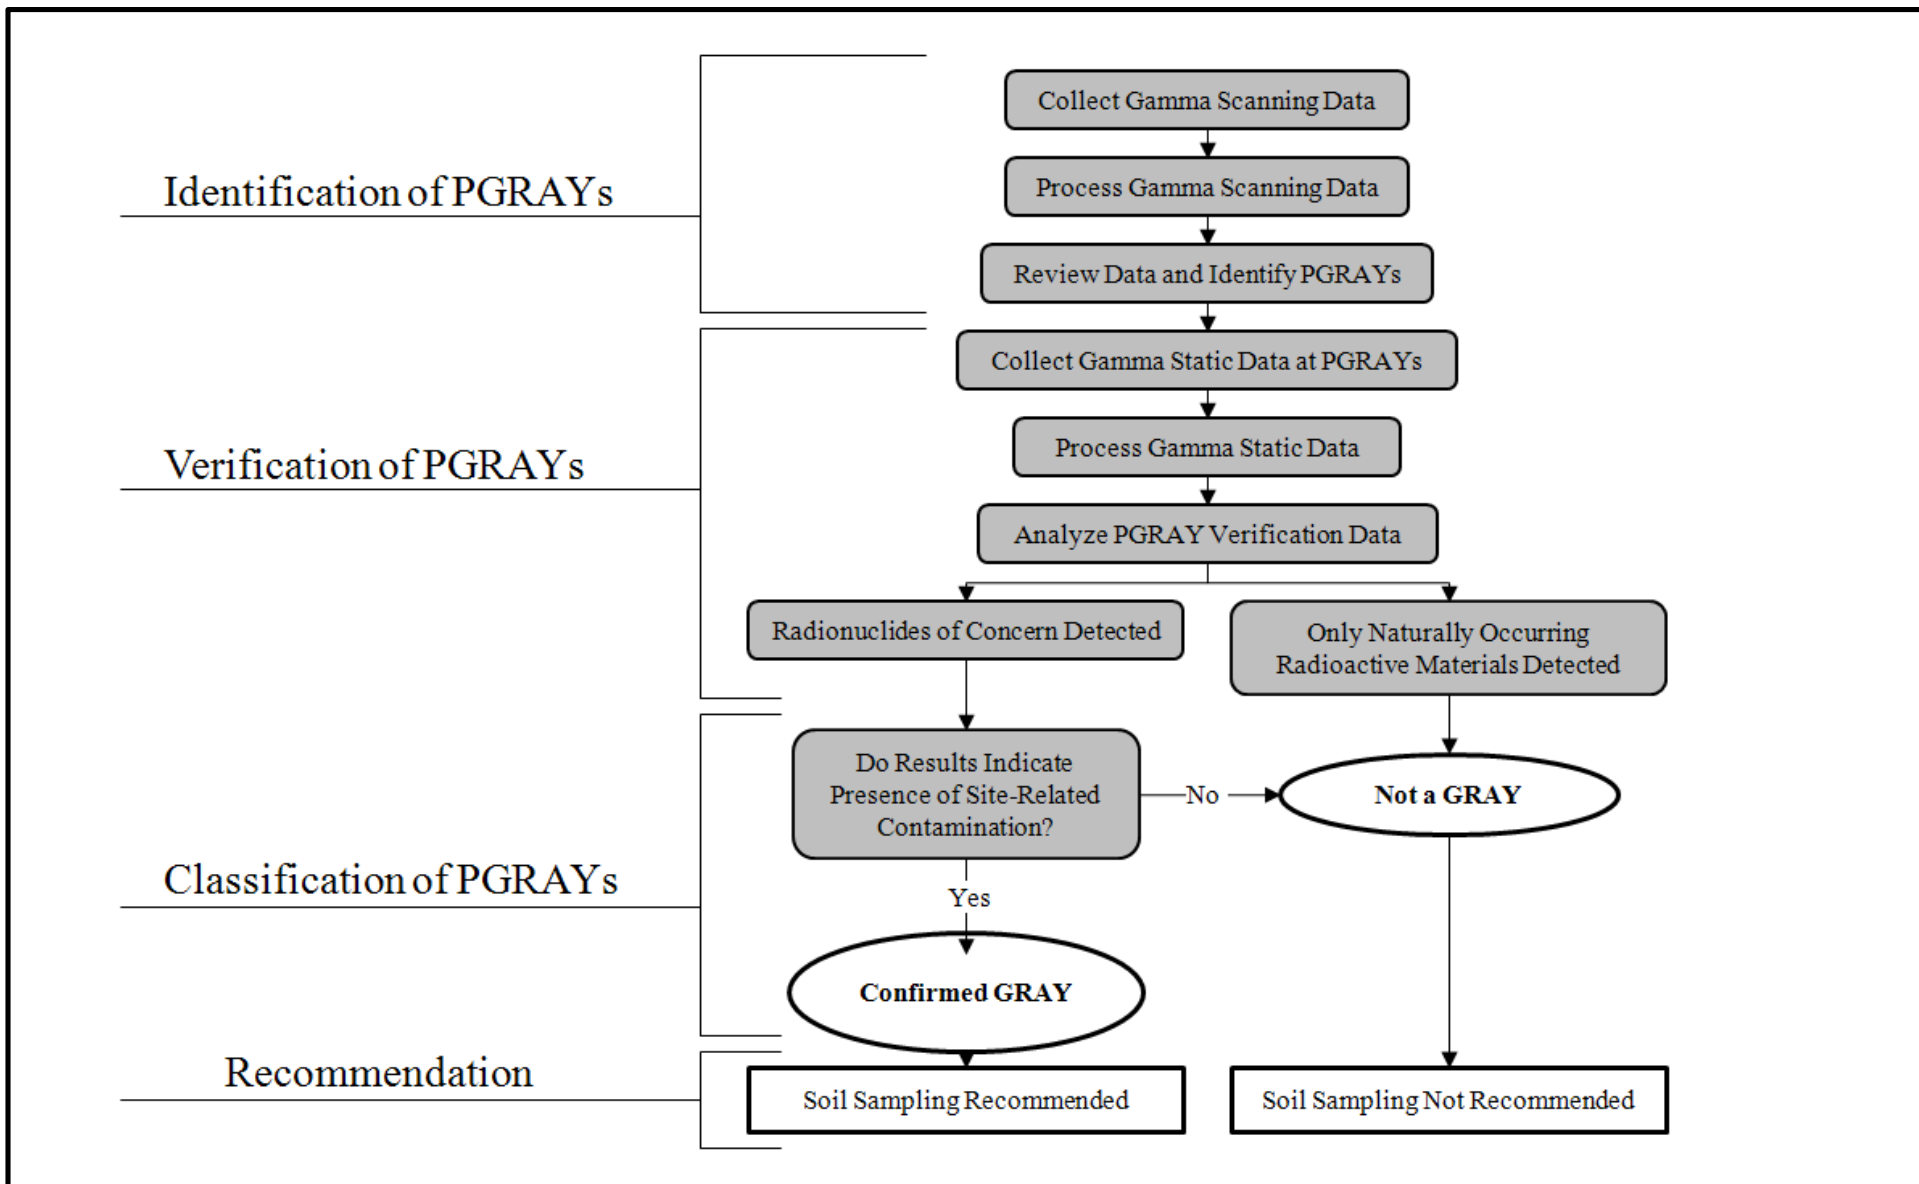 Identification of PGRAYs
Collect Gamma Scanning Data
Process Gamma Scanning Data
Review Data and Identify PGRAYs
Verification of PGRAYs
Collect Gamma Static Data at PGRAYs
Process Gamma Static Data
Analyze PGRAY Verification Data
Radionuclides of Concern Detected
Only Naturally Occurring
Radioactive Materials Detected
Classification of PGRAYs
Do Results Indicate
Presence of Site-Related
Contamination?
No
Not a GRAY
Yes
Confirmed GRAY
Recommendation
Soil Sampling Recommended
Soil Sampling Not Recommended